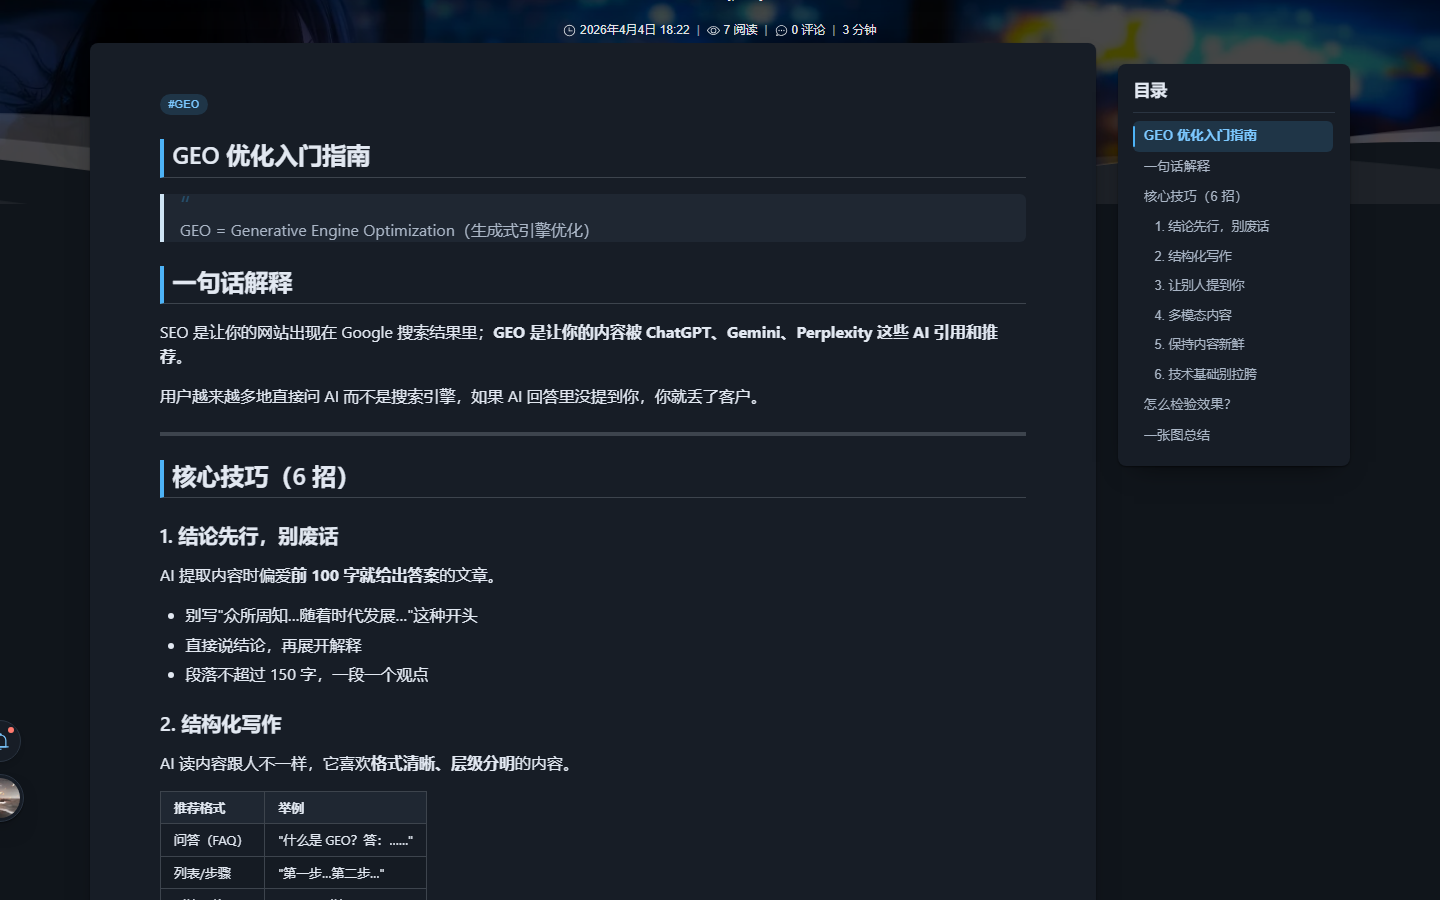 2026年4月4日 18:22 | 7 阅读 | 0 评论 | 3 分钟
#GEO
GEO 优化入门指南
"
GEO = Generative Engine Optimization（生成式引擎优化）
一句话解释
SEO 是让你的网站出现在 Google 搜索结果里；GEO 是让你的内容被 ChatGPT、Gemini、Perplexity 这些 AI 引用和推
荐。
用户越来越多地直接问 AI 而不是搜索引擎，如果 AI 回答里没提到你，你就丢了客户。
核心技巧（6 招）
1. 结论先行，别废话
AI 提取内容时偏爱前 100 字就给出答案的文章。
• 别写"众所周知...随着时代发展..."这种开头
• 直接说结论，再展开解释
• 段落不超过 150 字，一段一个观点
2. 结构化写作
AI 读内容跟人不一样，它喜欢格式清晰、层级分明的内容。
推荐格式 举例
问答（FAQ） "什么是 GEO？答：......"
列表/步骤 "第一步...第二步..."
目录
GEO 优化入门指南
一句话解释
核心技巧（6 招）
1. 结论先行，别废话
2. 结构化写作
3. 让别人提到你
4. 多模态内容
5. 保持内容新鲜
6. 技术基础别拉胯
怎么检验效果？
一张图总结